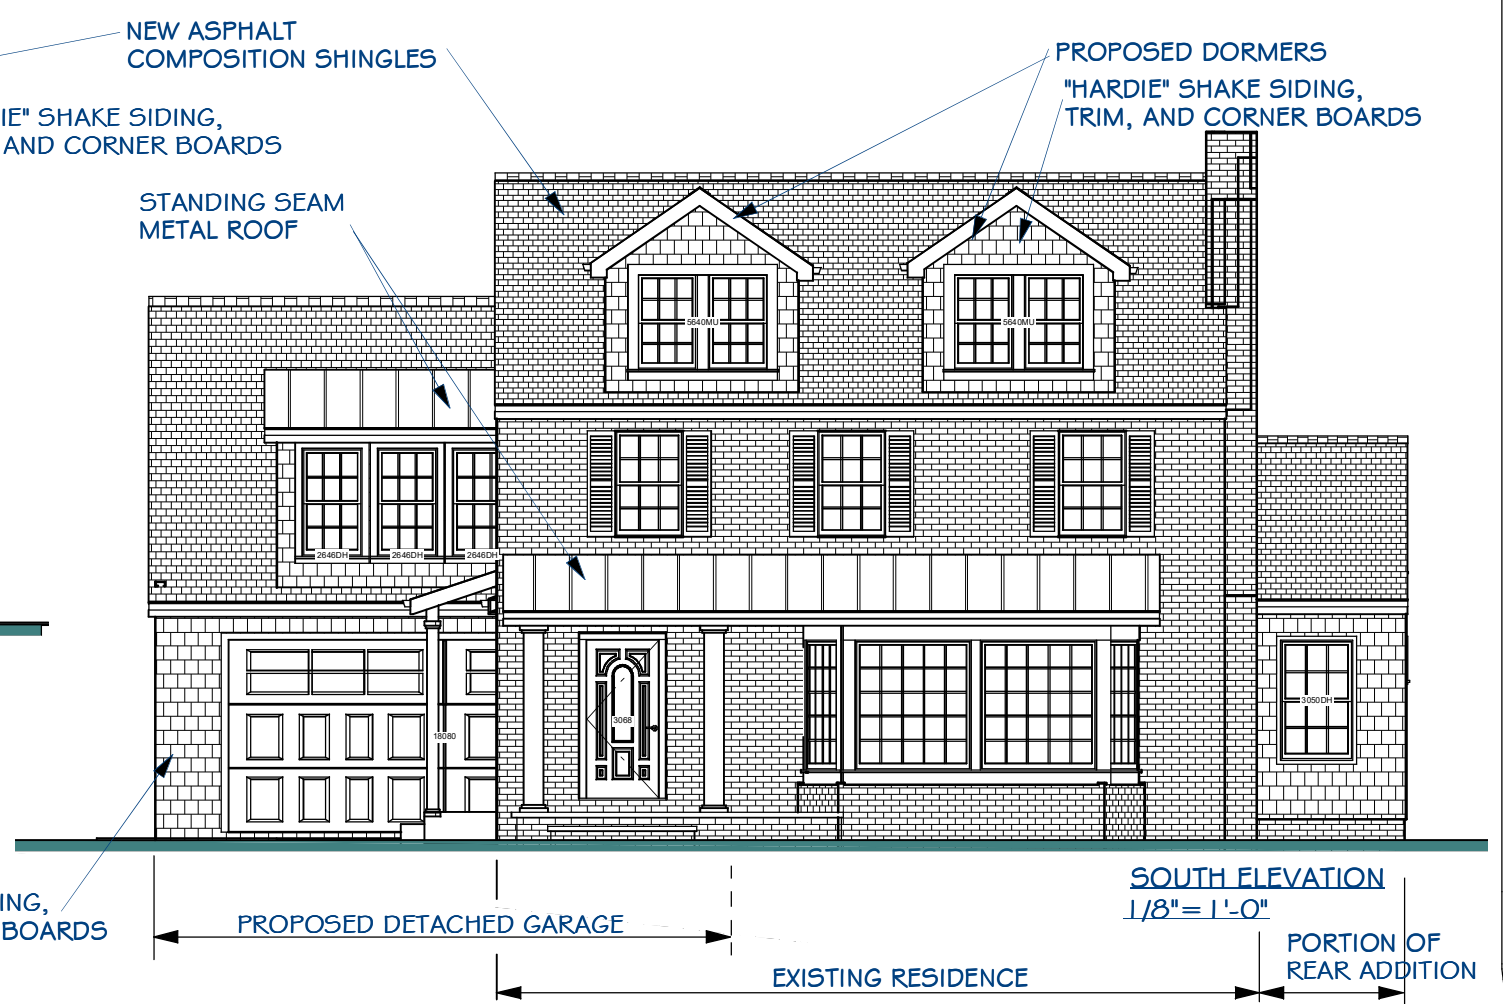 NEW ASPHALT
COMPOSITION SHINGLES
PROPOSED DORMERS
"HARDIE" SHAKE SIDING,
TRIM, AND CORNER BOARDS
IE" SHAKE SIDING,
AND CORNER BOARDS
STANDING SEAM
METAL ROOF
5640MU
5640MU
2646DH
2646DH
2646DH
3050DH
3068
18080
SOUTH ELEVATION
1/8"= 1'-0"
ING,
BOARDS
PROPOSED DETACHED GARAGE
PORTION OF
REAR ADDITION
EXISTING RESIDENCE